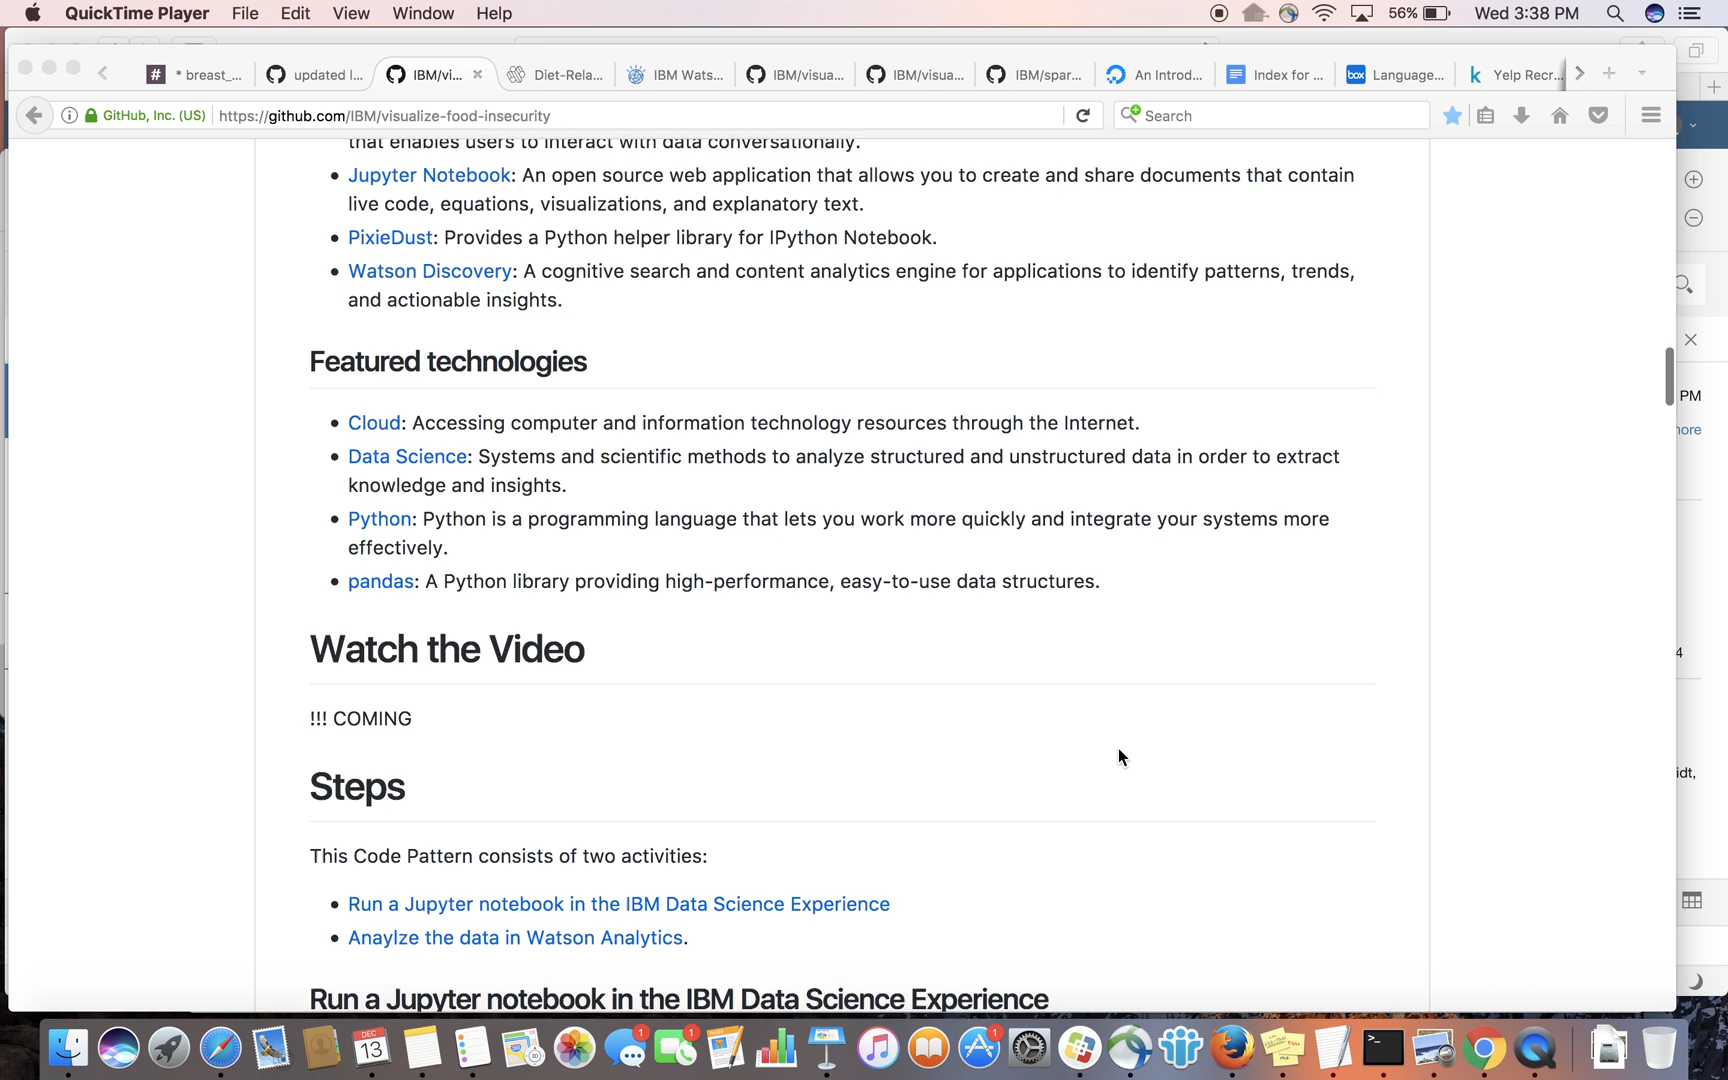 QuickTime Player File Edit View Window Help 56% Wed 3:38 PM
# * breast_... updated I... IBM/vi... Diet-Rela... IBM Wats... IBM/visua... IBM/visua... IBM/spar... An Introd... Index for ... box Language... Yelp Recr...
GitHub, Inc. (US) https://github.com/IBM/visualize-food-insecurity Search
that enables users to interact with data conversationally.
Jupyter Notebook: An open source web application that allows you to create and share documents that contain
live code, equations, visualizations, and explanatory text.
PixieDust: Provides a Python helper library for IPython Notebook.
Watson Discovery: A cognitive search and content analytics engine for applications to identify patterns, trends,
and actionable insights.
Featured technologies
PM
Cloud: Accessing computer and information technology resources through the Internet.
ore
Data Science: Systems and scientific methods to analyze structured and unstructured data in order to extract
knowledge and insights.
Python: Python is a programming language that lets you work more quickly and integrate your systems more
effectively.
pandas: A Python library providing high-performance, easy-to-use data structures.
Watch the Video
4
!!! COMING
idt,
Steps
This Code Pattern consists of two activities:
Run a Jupyter notebook in the IBM Data Science Experience
Anaylze the data in Watson Analytics.
Run a Jupyter notebook in the IBM Data Science Experience
DEC
13
1
1
1